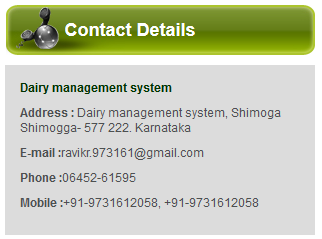 Contact Details
Dairy management system
Address : Dairy management system, Shimoga
Shimogga- 577 222. Karnataka
E-mail :ravikr.973161@gmail.com
Phone :06452-61595
Mobile :+91-9731612058, +91-9731612058